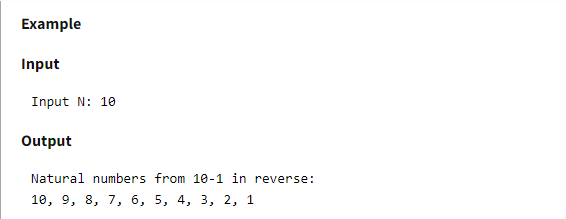 Example
Input
Input N: 10
Output
Natural numbers from 10-1 in reverse:
10, 9, 8, 7, 6, 5, 4, 3, 2, 1